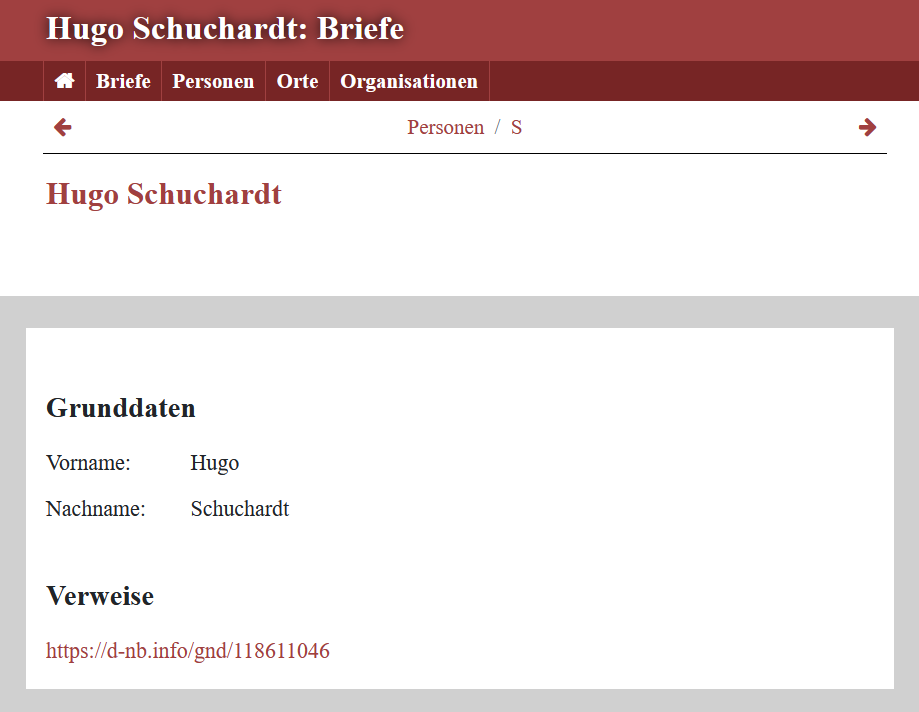 Hugo Schuchardt: Briefe
Briefe Personen Orte Organisationen
Personen / S
Hugo Schuchardt
Grunddaten
Vorname: Hugo
Nachname: Schuchardt
Verweise
https://d-nb.info/gnd/118611046